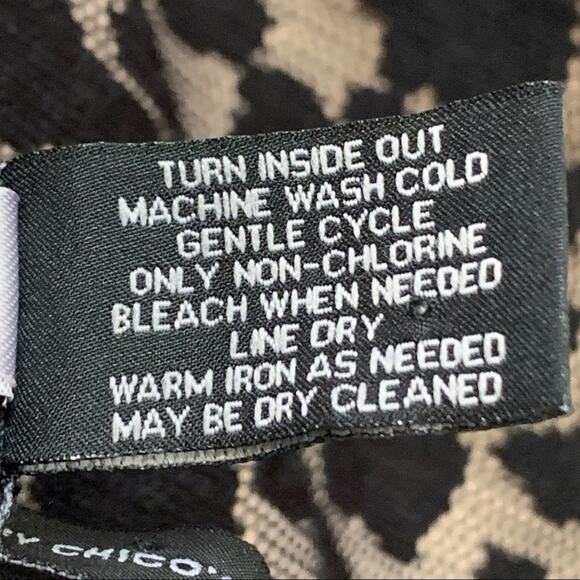 TURN INSIDE OUT
MACHINE WASH COLD
GENTLE CYCLE
ONLY NON-CHLORINE
BLEACH WHEN NEEDED
LINE DRY
WARM IRON AS NEEDED
MAY BE DRY CLEANED
CHICO'